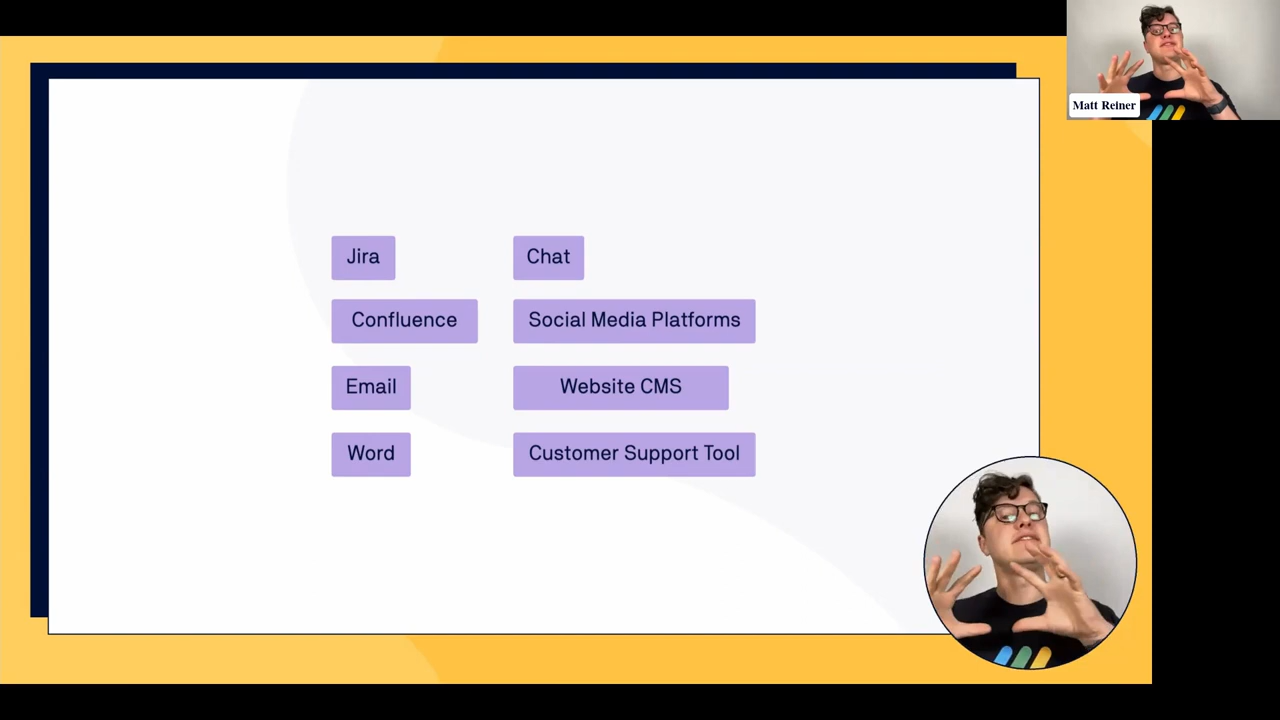 Matt Reiner
Jira
Chat
Confluence
Social Media Platforms
Email
Website CMS
Word
Customer Support Tool